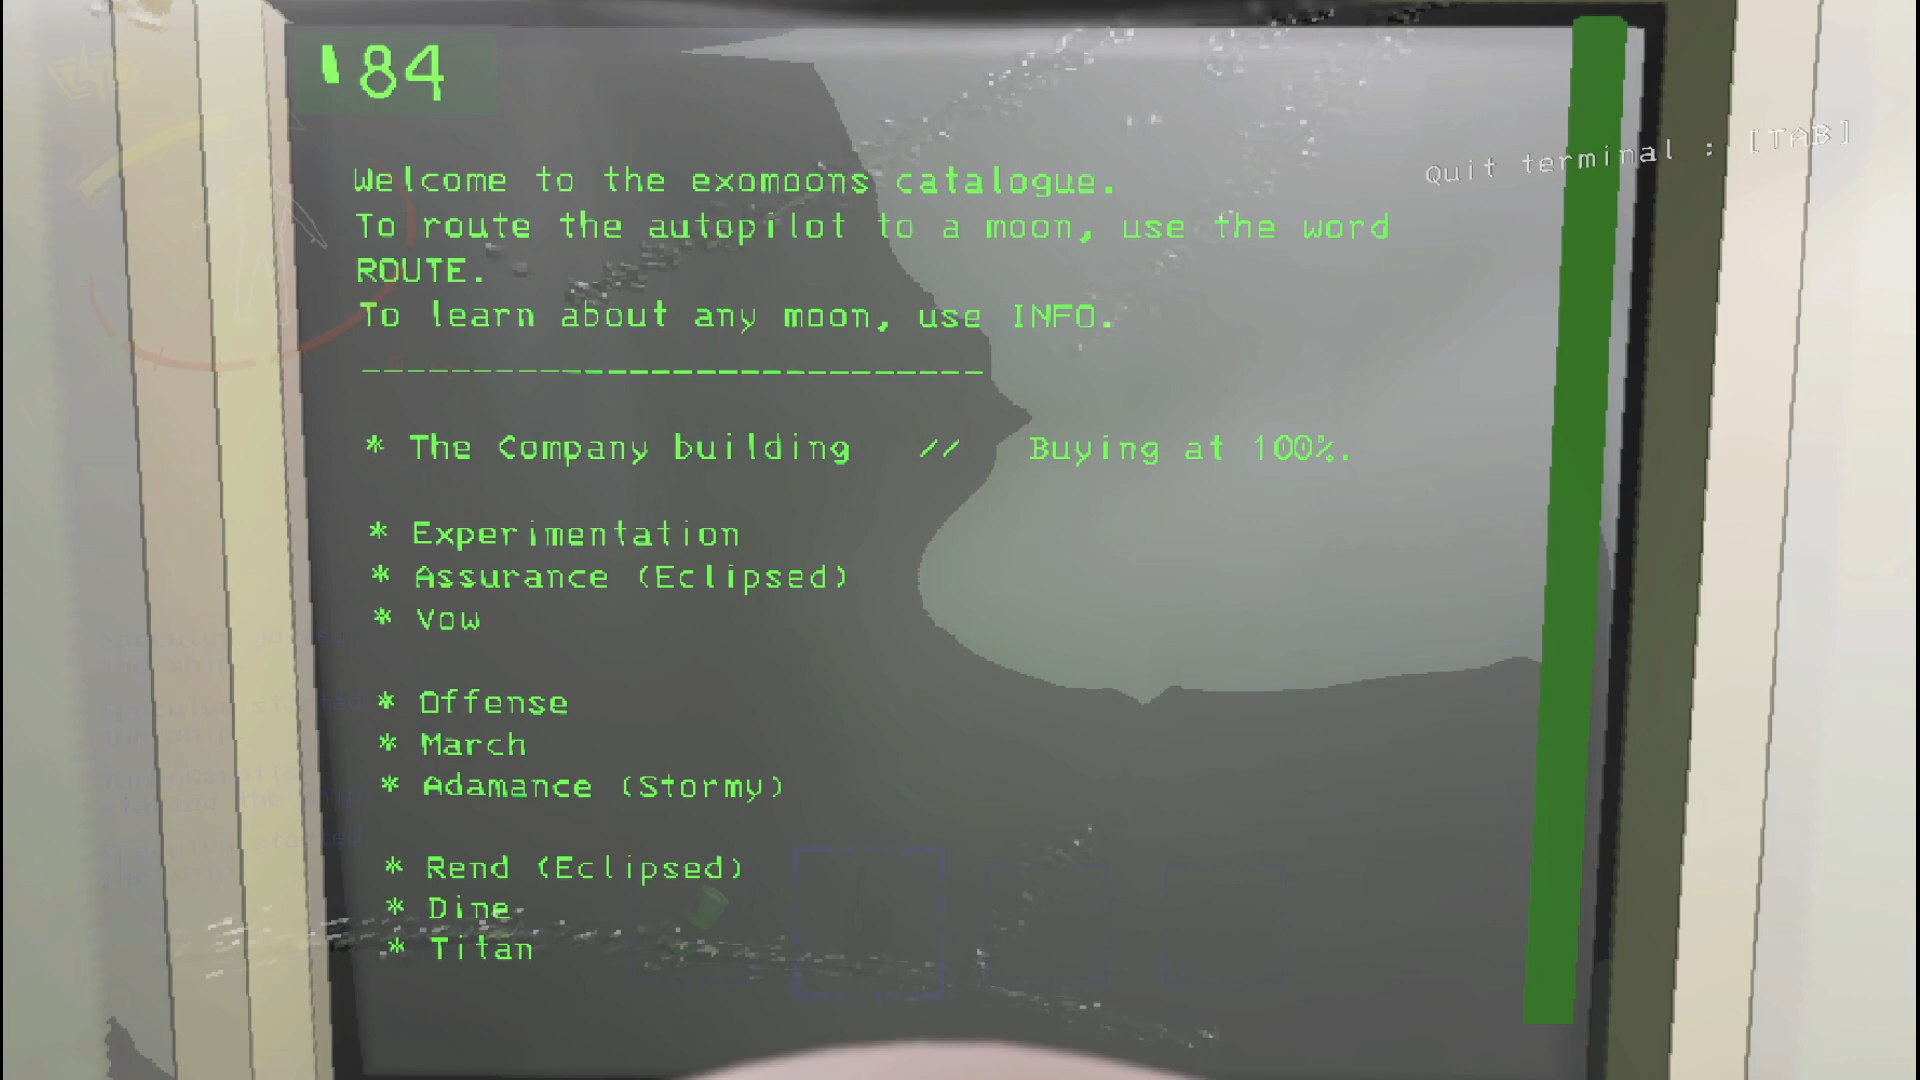 84
Quit terminal : [TAB]
Welcome to the exomoons catalogue.
To route the autopilot to a moon, use the word
ROUTE.
To learn about any moon, use INFO.
-----------------------------
* The Company building // Buying at 100%.
* Experimentation
* Assurance (Eclipsed)
* Vow
* Offense
* March
* Adamance (Stormy)
* Rend (Eclipsed)
* Dine
* Titan